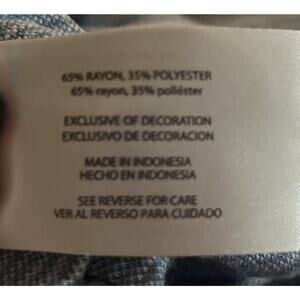 65% RAYON, 35% POLYESTER
65% rayon, 35% poliéster
EXCLUSIVE OF DECORATION
EXCLUSIVO DE DECORACION
MADE IN INDONESIA
HECHO EN INDONESIA
SEE REVERSE FOR CARE
VER AL REVERSO PARA CUIDADO